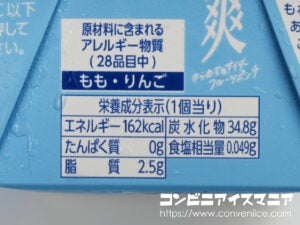 原材料に含まれる
アレルギー物質
(28品目中)
もも・りんご
爽
栄養成分表示(1個当り)
エネルギー162kcal 炭水化物34.8g
たんぱく質 0g 食塩相当量0.049g
脂質 2.5g
コンビニアイスマニア
https://www.conveniice.com